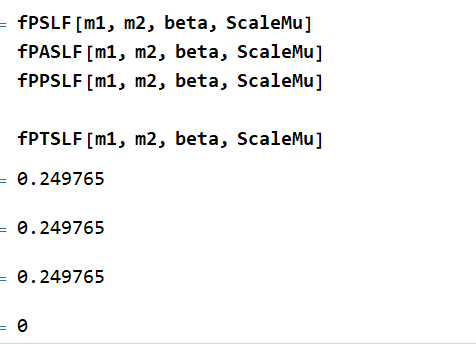 = fPSLF[m1, m2, beta, ScaleMu]
fPASLF[m1, m2, beta, ScaleMu]
fPPSLF[m1, m2, beta, ScaleMu]
fPTSLF[m1, m2, beta, ScaleMu]
= 0.249765
= 0.249765
= 0.249765
= 0